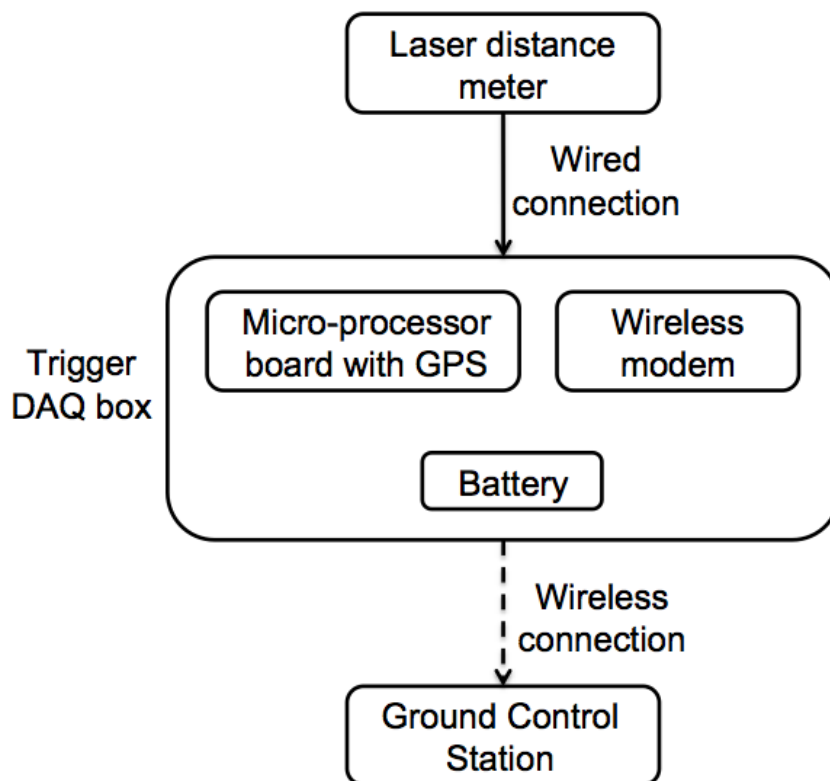 Laser distance
meter
Wired
connection
Trigger
DAQ box
Micro-processor
board with GPS
Wireless
modem
Battery
Wireless
connection
Ground Control
Station